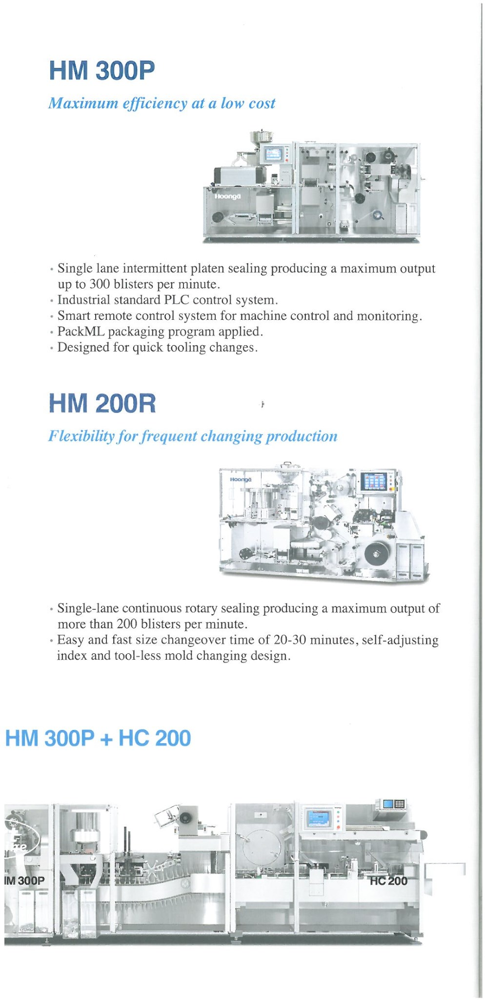 HM 300P
Maximum efficiency at a low cost
Hoonga
• Single lane intermittent platen sealing producing a maximum output
up to 300 blisters per minute.
• Industrial standard PLC control system.
• Smart remote control system for machine control and monitoring.
• PackML packaging program applied.
• Designed for quick tooling changes.
HM 200R
Flexibility for frequent changing production
Hoonga
• Single-lane continuous rotary sealing producing a maximum output of
more than 200 blisters per minute.
• Easy and fast size changeover time of 20-30 minutes, self-adjusting
index and tool-less mold changing design.
HM 300P + HC 200
IM 300P
HC 200